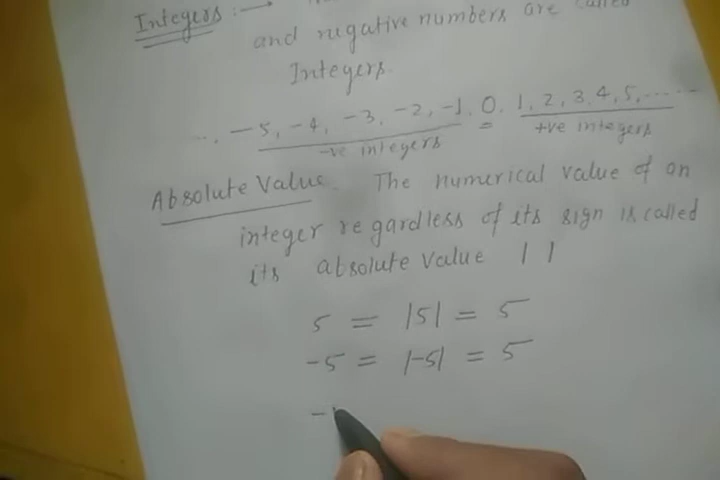 Integers :→
and negative numbers are called
Integers.
.., -5, -4, -3, -2, -1, 0, 1, 2, 3, 4, 5, ......
-ve integers +ve integers
Absolute Value. The numerical value of an
integer regardless of its sign is called
its absolute value | |
5 = |5| = 5
-5 = |-5| = 5
-